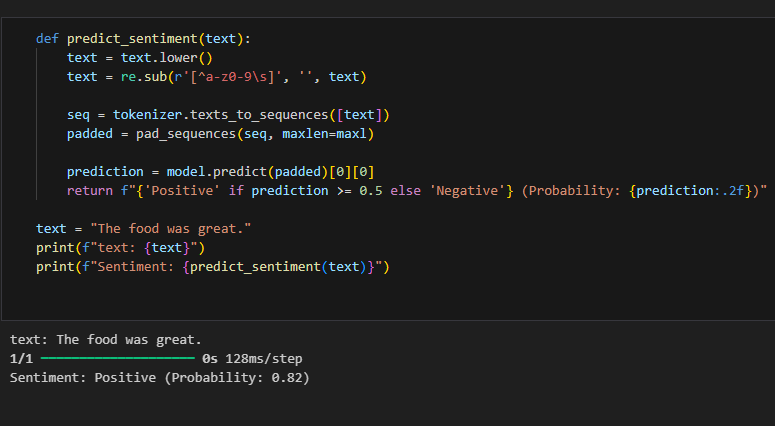 def predict_sentiment(text):
    text = text.lower()
    text = re.sub(r'[^a-z0-9\s]', '', text)

    seq = tokenizer.texts_to_sequences([text])
    padded = pad_sequences(seq, maxlen=maxl)

    prediction = model.predict(padded)[0][0]
    return f"{'Positive' if prediction >= 0.5 else 'Negative'} (Probability: {prediction:.2f})"

text = "The food was great."
print(f"text: {text}")
print(f"Sentiment: {predict_sentiment(text)}")

text: The food was great.
1/1 ━━━━━━━━━━━━━━━━━━━━ 0s 128ms/step
Sentiment: Positive (Probability: 0.82)